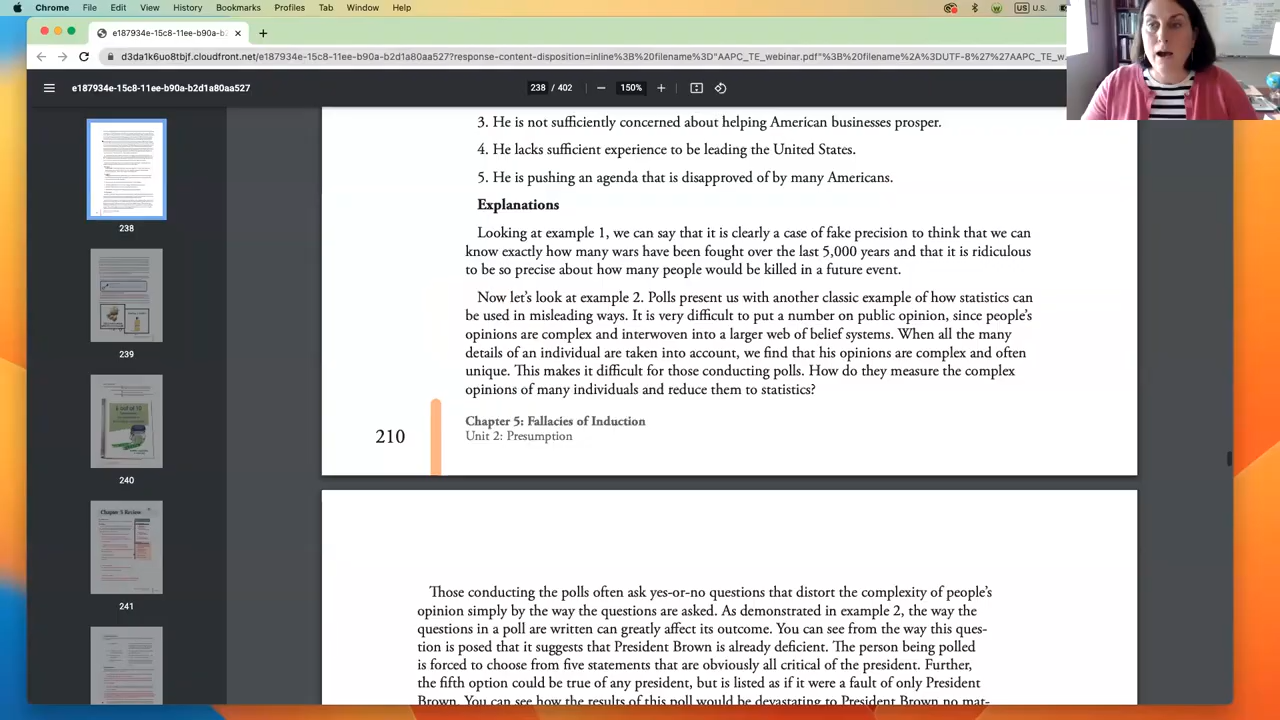 Chrome File Edit View History Bookmarks Profiles Tab Window Help
US U.S.
e187934e-15c8-11ee-b90a-b2
d3da1k6uo8tbjf.cloudfront.net/e187934e-15c8-11ee-b90a-b2d1a80aa527?response-content-disposition=inline%3B%20filename%3D"AAPC_TE_webinar
%3B%20filename%2A%3DUTF-8%27%27AAPC_TE_w
e187934e-15c8-11ee-b90a-b2d1a80aa527
238 / 402
150%
3. He is not sufficiently concerned about helping American businesses prosper.
4. He lacks sufficient experience to be leading the United States.
5. He is pursuing an agenda that is disapproved of by many Americans.
Explanations
Looking at example 1, we can say that it is clearly a case of fake precision to think that we can
know exactly how many wars have been fought over the last 5,000 years and that it is ridiculous
to be so precise about how many people would be killed in a future event.
Now let's look at example 2. Polls present us with another classic example of how statistics can
be used in misleading ways. It is very difficult to put a number on public opinion, since people's
opinions are complex and interwoven into a larger web of belief systems. When all the many
details of an individual are taken into account, we find that his opinions are complex and often
unique. This makes it difficult for those conducting polls. How do they measure the complex
opinions of many individuals and reduce them to statistics?
210
Chapter 5: Fallacies of Induction
Unit 2: Presumption
Those conducting the polls often ask yes-or-no questions that distort the complexity of people's
opinion simply by the way the questions are asked. As demonstrated in example 2, the way the
questions in a poll are written can greatly affect its outcome. You can see from the way this ques-
tion is posed that it suggests that President Brown is already deficient. The person being polled
is forced to choose from five statements that are obviously all critical of the president. Further,
the fifth option could be true of any president, but is listed as if it were a fault of only President
Brown. You can see how the results of this poll would be devastating to President Brown no mat-
238
239
240
Chapter 5 Review
241